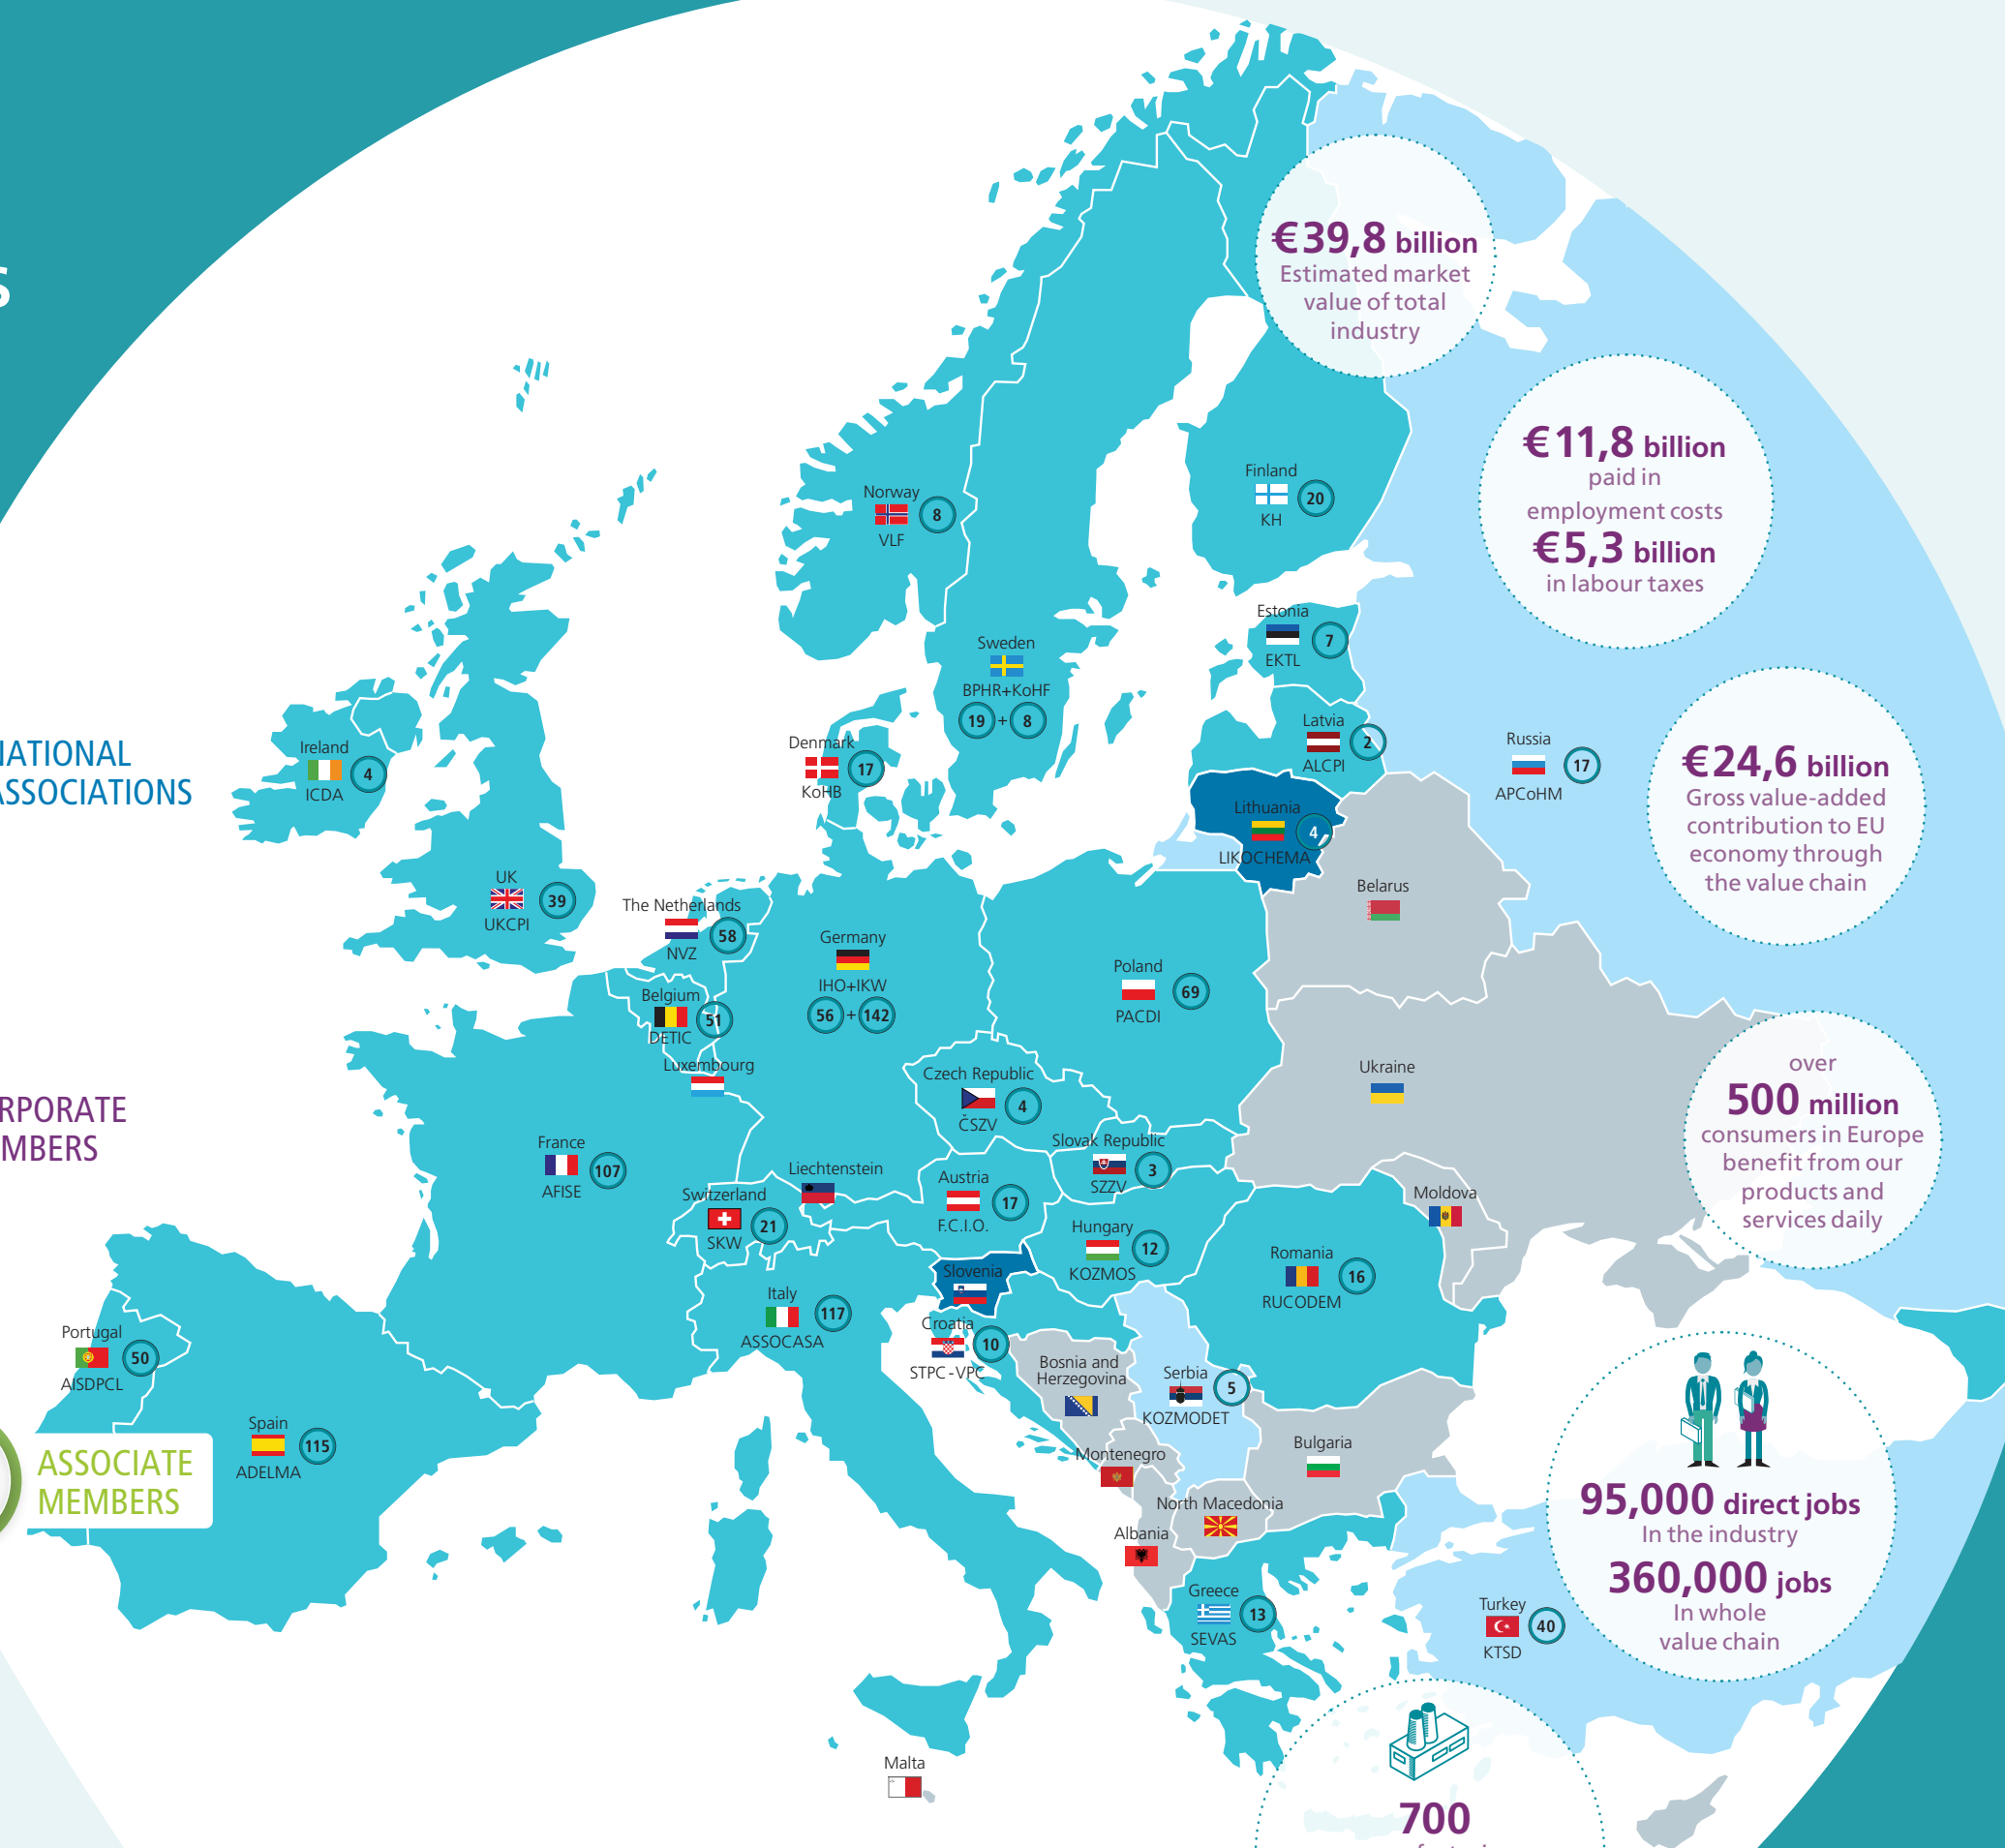 S
NATIONAL
ASSOCIATIONS
RPORATE
MBERS
ASSOCIATE
MEMBERS
€39,8 billion
Estimated market
value of total
industry
€11,8 billion
paid in
employment costs
€5,3 billion
in labour taxes
€24,6 billion
Gross value-added
contribution to EU
economy through
the value chain
over
500 million
consumers in Europe
benefit from our
products and
services daily
95,000 direct jobs
In the industry
360,000 jobs
In whole
value chain
700
Norway
8
VLF
Finland
20
KH
Sweden
BPHR+KoHF
19 + 8
Estonia
7
EKTL
Latvia
2
ALCPI
Lithuania
4
LIKOCHEMA
Russia
17
APCoHM
Denmark
17
KoHB
Ireland
4
ICDA
UK
39
UKCPI
The Netherlands
58
NVZ
Belgium
51
DETIC
Luxembourg
Germany
IHO+IKW
56 + 142
Poland
69
PACDI
Belarus
Ukraine
Moldova
Czech Republic
4
ČSZV
Slovak Republic
3
SZZV
Austria
17
F.C.I.O.
Liechtenstein
Switzerland
21
SKW
France
107
AFISE
Hungary
12
KOZMOS
Romania
16
RUCODEM
Slovenia
Croatia
10
STPC-VPC
Italy
117
ASSOCASA
Portugal
50
AISDPCL
Spain
115
ADELMA
Bosnia and
Herzegovina
Serbia
5
KOZMODET
Montenegro
Bulgaria
North Macedonia
Albania
Greece
13
SEVAS
Turkey
40
KTSD
Malta